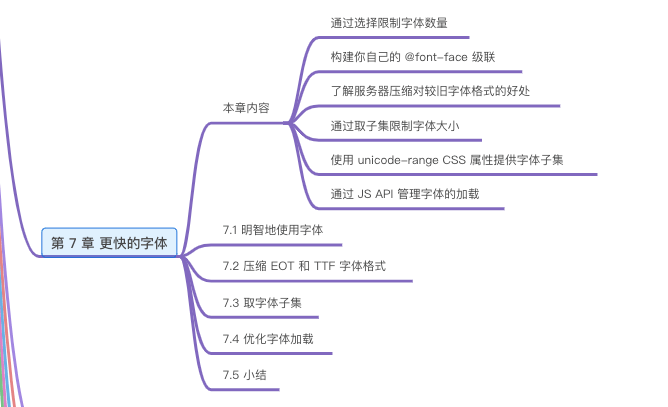 通过选择限制字体数量
构建你自己的 @font-face 级联
了解服务器压缩对较旧字体格式的好处
本章内容
通过取子集限制字体大小
使用 unicode-range CSS 属性提供字体子集
通过 JS API 管理字体的加载
第 7 章 更快的字体
7.1 明智地使用字体
7.2 压缩 EOT 和 TTF 字体格式
7.3 取字体子集
7.4 优化字体加载
7.5 小结